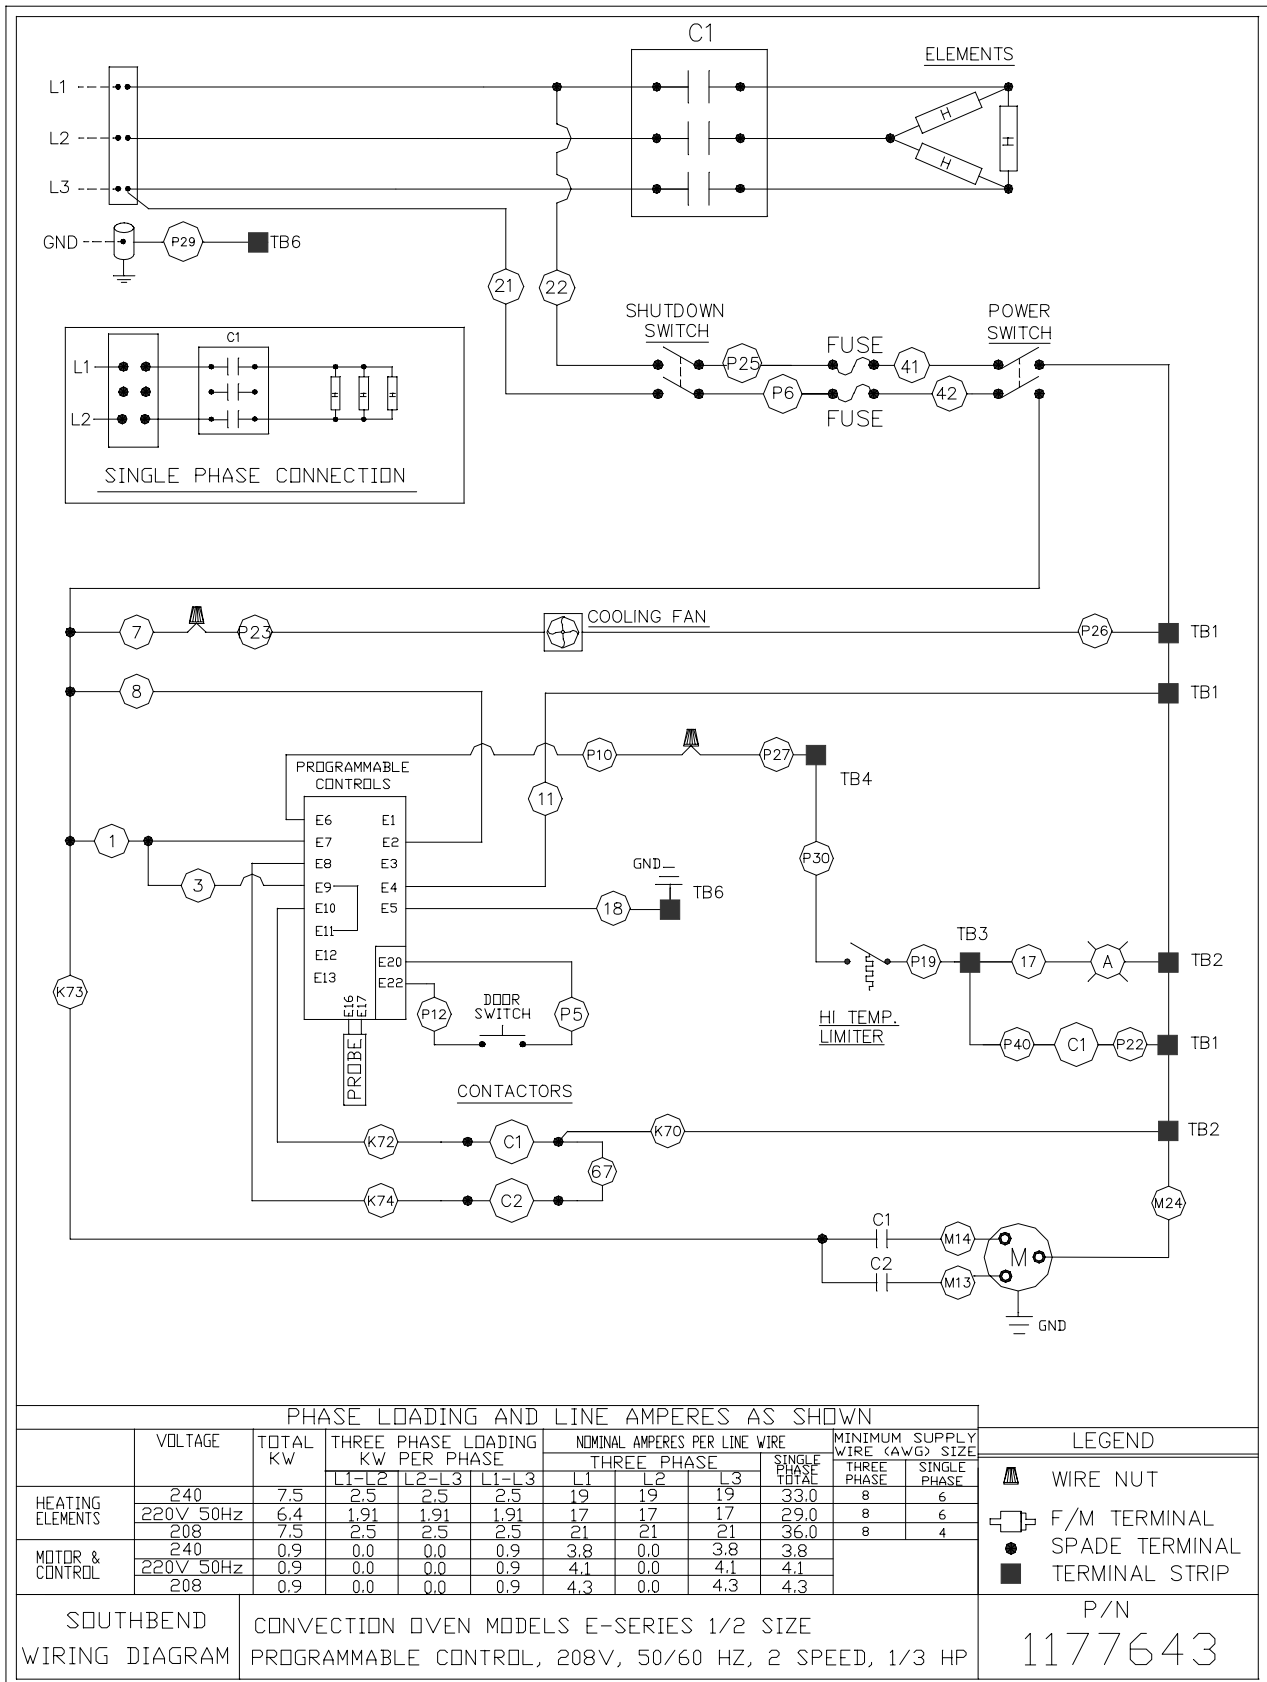 C1
ELEMENTS
L1
H
L2
H
H
L3
GND
P29
TB6
21
22
SHUTDOWN
SWITCH
POWER
SWITCH
FUSE
P25
41
P6
42
FUSE
C1
L1
H H H
L2
SINGLE PHASE CONNECTION
COOLING FAN
7
P23
P26
TB1
8
TB1
P10
P27
TB4
PROGRAMMABLE
CONTROLS
11
E6 E1
1
E7 E2
E8 E3
P30
GND
3
E9 E4
TB6
E10 E5
18
E11
TB3
E12
E20
P19
17
A
TB2
E13
E22
K73
E16
E17
P12
DOOR
SWITCH
P5
HI TEMP.
LIMITER
P40
C1
P22
TB1
PROBE
CONTACTORS
K72
C1
K70
TB2
67
K74
C2
M24
C1
M14
M
C2
M13
GND
PHASE LOADING AND LINE AMPERES AS SHOWN
VOLTAGE
TOTAL
KW
THREE PHASE LOADING
KW PER PHASE
NOMINAL AMPERES PER LINE WIRE
MINIMUM SUPPLY
WIRE (AWG) SIZE
THREE PHASE
SINGLE
PHASE
TOTAL
THREE
PHASE
SINGLE
PHASE
L1-L2 L2-L3 L1-L3 L1 L2 L3
HEATING
ELEMENTS
240 7.5 2.5 2.5 2.5 19 19 19 33.0 8 6
220V 50Hz 6.4 1.91 1.91 1.91 17 17 17 29.0 8 6
208 7.5 2.5 2.5 2.5 21 21 21 36.0 8 4
MOTOR &
CONTROL
240 0.9 0.0 0.0 0.9 3.8 0.0 3.8 3.8
220V 50Hz 0.9 0.0 0.0 0.9 4.1 0.0 4.1 4.1
208 0.9 0.0 0.0 0.9 4.3 0.0 4.3 4.3
LEGEND
WIRE NUT
F/M TERMINAL
SPADE TERMINAL
TERMINAL STRIP
SOUTHBEND
WIRING DIAGRAM
CONVECTION OVEN MODELS E-SERIES 1/2 SIZE
PROGRAMMABLE CONTROL, 208V, 50/60 HZ, 2 SPEED, 1/3 HP
P/N
1177643